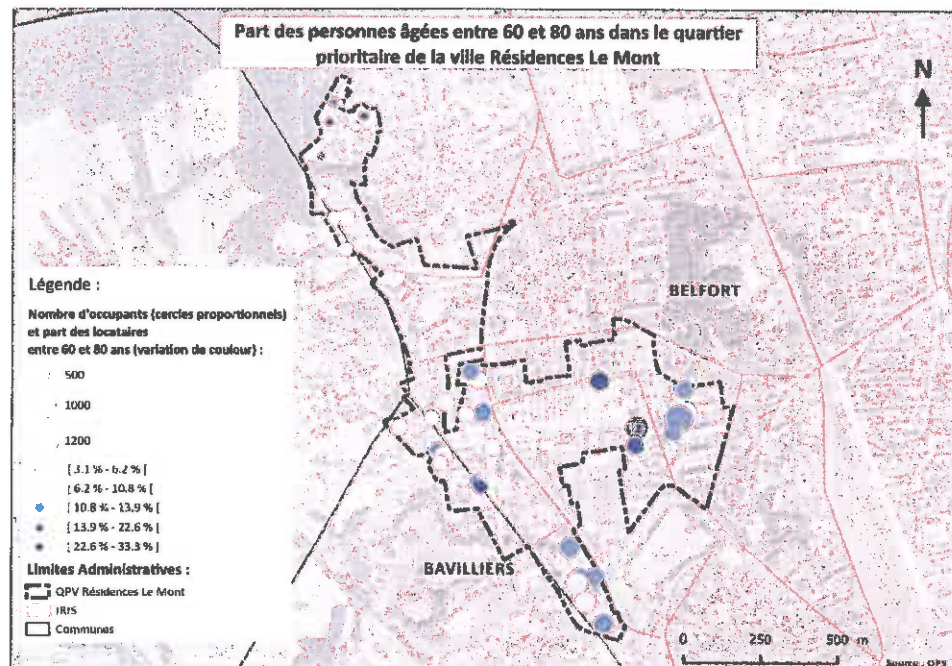 Part des personnes âgées entre 60 et 80 ans dans le quartier
prioritaire de la ville Résidences Le Mont
N
BELFORT
BAVILLIERS
Légende :
Nombre d'occupants (cercles proportionnels)
et part des locataires
entre 60 et 80 ans (variation de couleur) :
500
1000
1200
[ 3.1 % - 6.2 % [
[ 6.2 % - 10.8 % [
[ 10.8 % - 13.9 % [
[ 13.9 % - 22.6 % [
[ 22.6 % - 33.3 % ]
Limites Administratives :
QPV Résidences Le Mont
IRIS
Communes
0 250 500 m
Source :